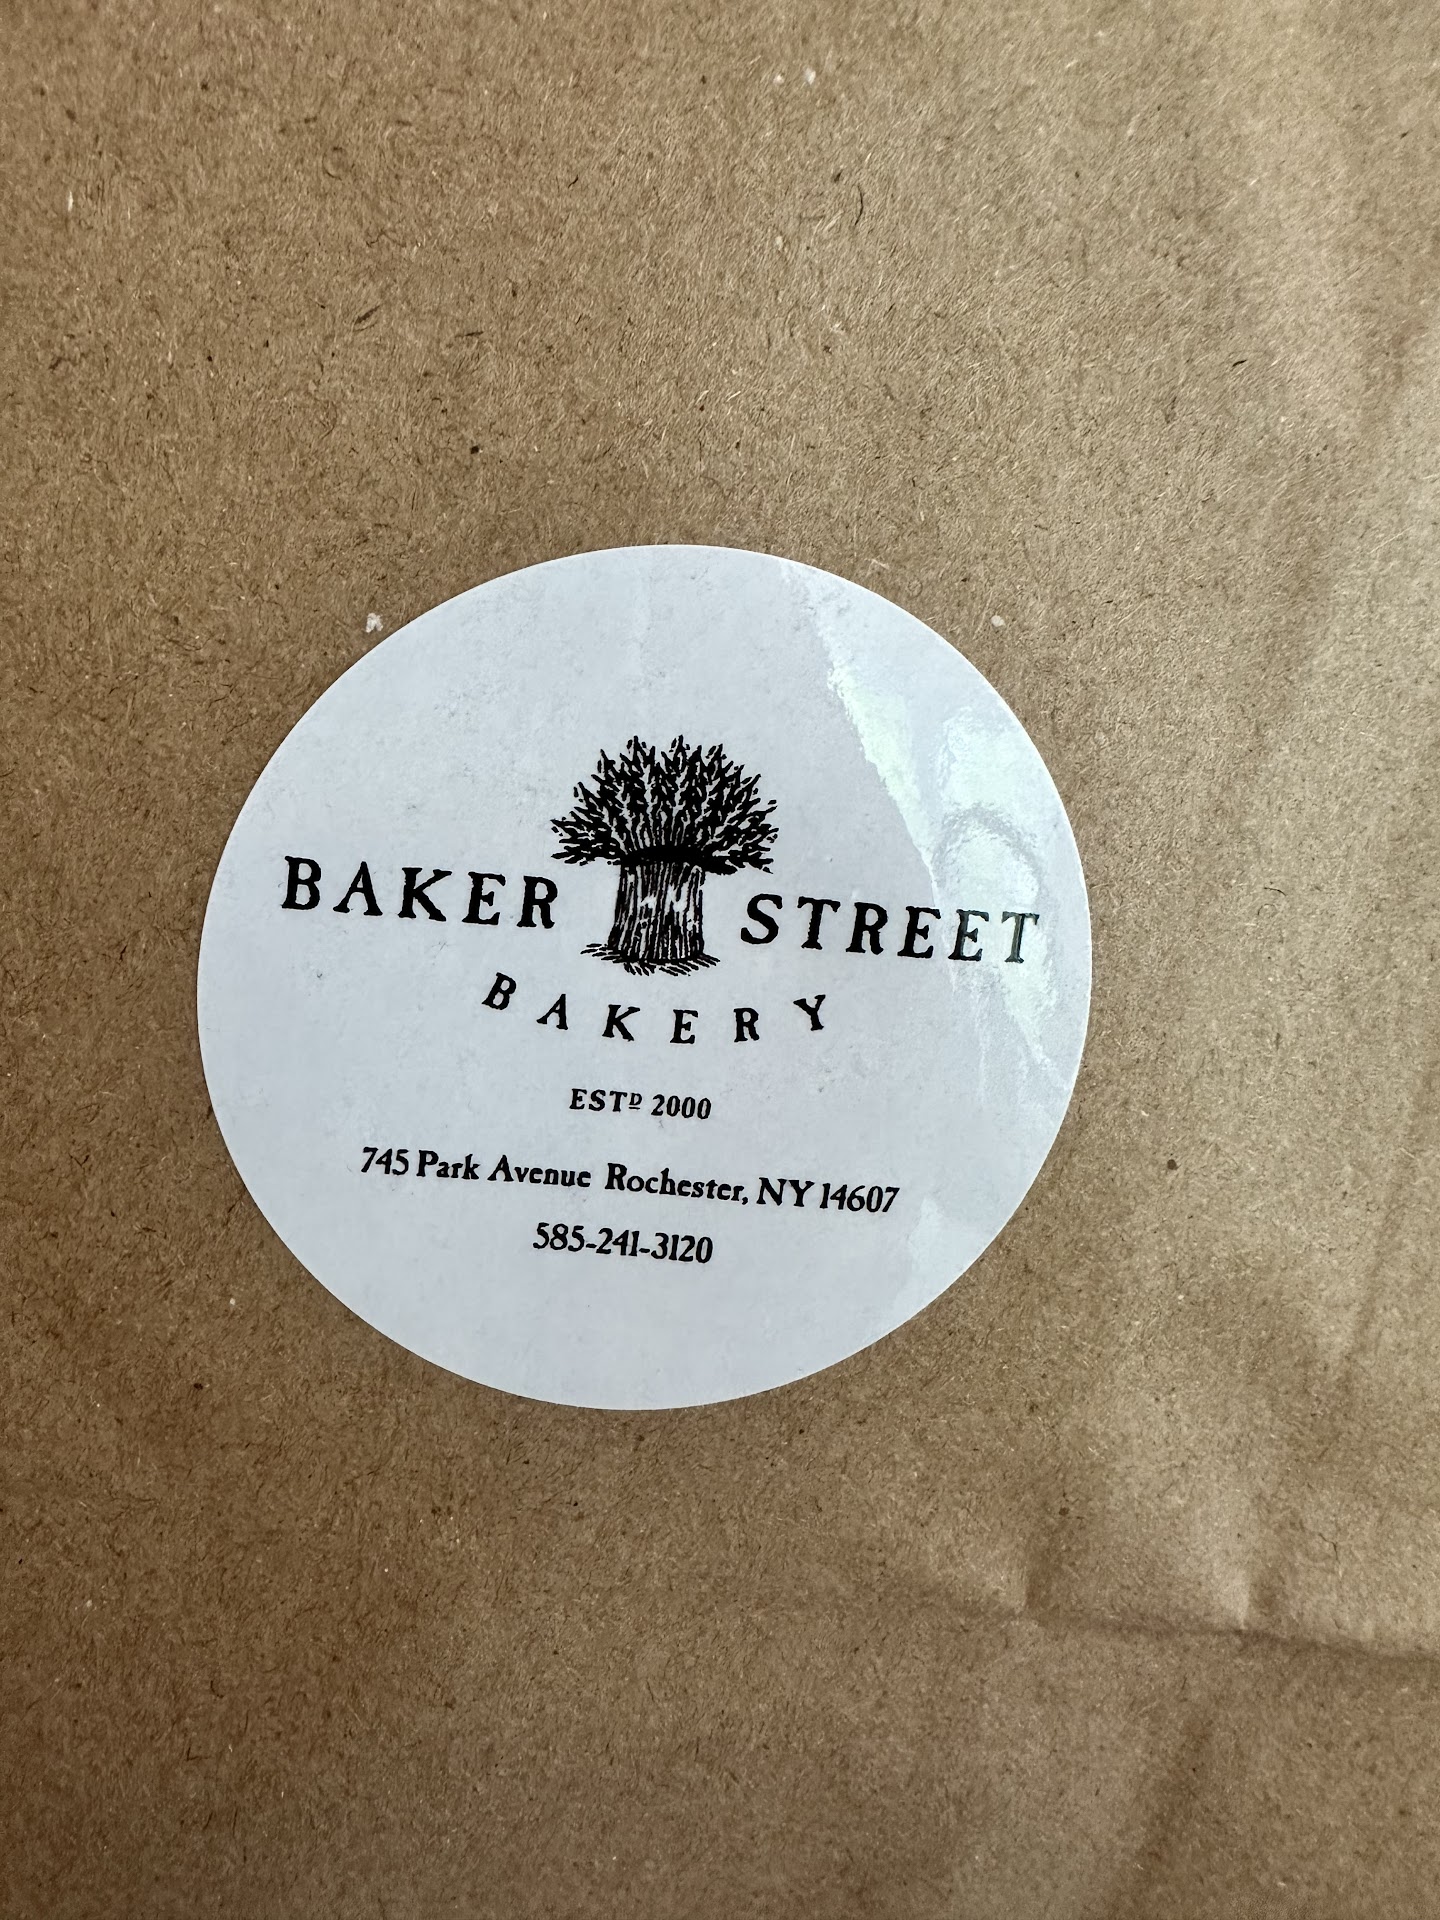 BAKER STREET
BAKERY
ESTᴰ 2000
745 Park Avenue Rochester, NY 14607
585-241-3120